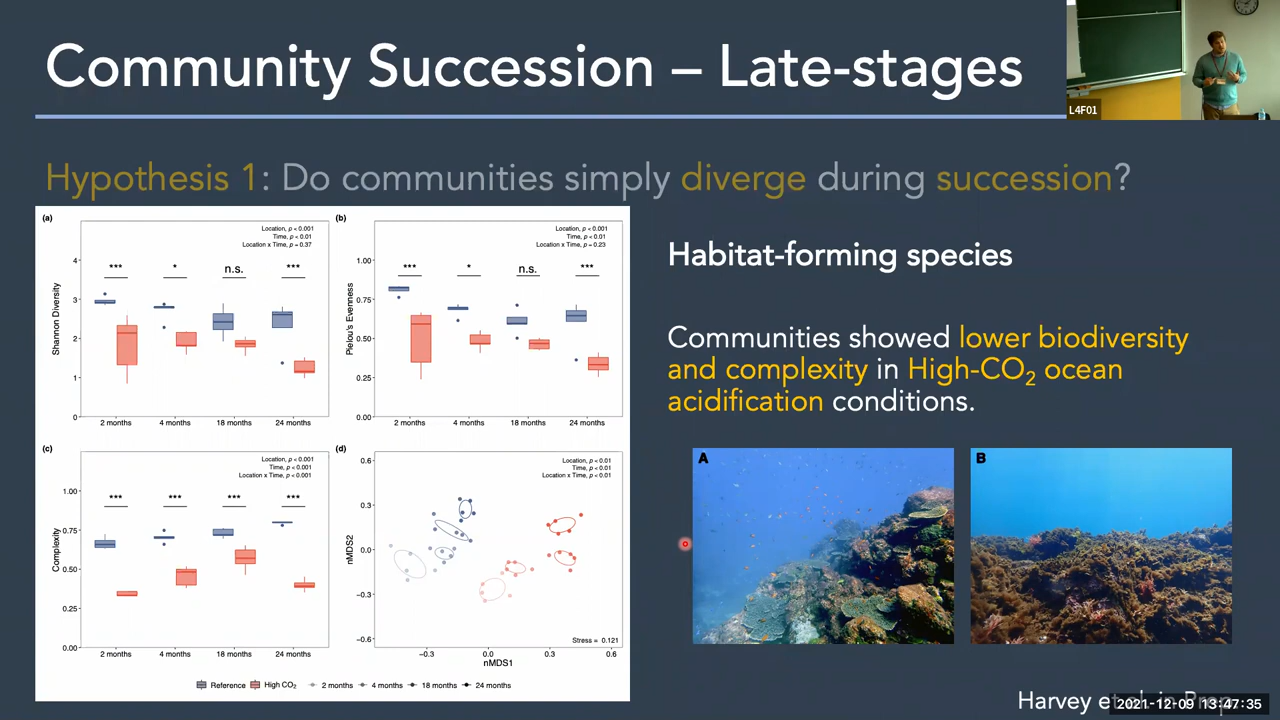 Community Succession – Late-stages
L4F01
Hypothesis 1: Do communities simply diverge during succession?
(a)
Location, p < 0.001
Time, p < 0.01
Location x Time, p = 0.37
Shannon Diversity
4
3
2
1
0
***
*
n.s.
***
2 months 4 months 18 months 24 months
(b)
Location, p < 0.001
Time, p < 0.01
Location x Time, p = 0.23
Pielou's Evenness
1.00
0.75
0.50
0.25
0.00
***
*
n.s.
***
2 months 4 months 18 months 24 months
(c)
Location, p < 0.001
Time, p < 0.001
Location x Time, p < 0.001
Complexity
1.00
0.75
0.50
0.25
0.00
***
***
***
***
2 months 4 months 18 months 24 months
(d)
Location, p < 0.01
Time, p < 0.01
Location x Time, p < 0.01
nMDS2
0.6
0.3
0.0
−0.3
−0.6
Stress = 0.121
−0.3 0.0 0.3 0.6
nMDS1
Reference High CO₂ 2 months 4 months 18 months 24 months
Habitat-forming species
Communities showed lower biodiversity
and complexity in High-CO₂ ocean
acidification conditions.
A
B
Harvey et
2021-12-09 13:47:35